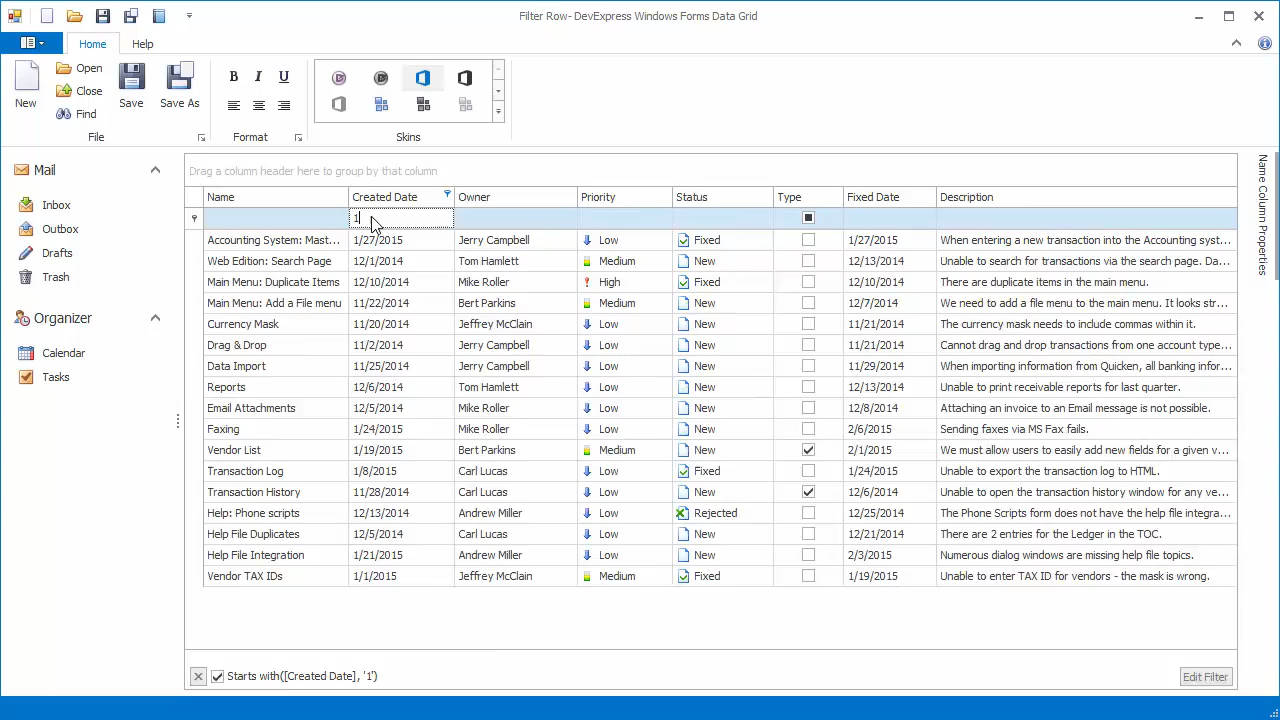 Filter Row- DevExpress Windows Forms Data Grid
Home Help
New Open Close Find Save Save As
B I U
File Format Skins
Mail
Inbox
Outbox
Drafts
Trash
Organizer
Calendar
Tasks
Drag a column header here to group by that column
Name Created Date Owner Priority Status Type Fixed Date Description
1
Accounting System: Mast... 1/27/2015 Jerry Campbell Low Fixed 1/27/2015 When entering a new transaction into the Accounting syst...
Web Edition: Search Page 12/1/2014 Tom Hamlett Medium New 12/13/2014 Unable to search for transactions via the search page. Da...
Main Menu: Duplicate Items 12/10/2014 Mike Roller High Fixed 12/10/2014 There are duplicate items in the main menu.
Main Menu: Add a File menu 11/22/2014 Bert Parkins Medium New 12/7/2014 We need to add a file menu to the main menu. It looks str...
Currency Mask 11/20/2014 Jeffrey McClain Low New 11/21/2014 The currency mask needs to include commas within it.
Drag & Drop 11/2/2014 Jerry Campbell Low New 11/21/2014 Cannot drag and drop transactions from one account type...
Data Import 11/25/2014 Jerry Campbell Low New 11/29/2014 When importing information from Quicken, all banking infor...
Reports 12/6/2014 Tom Hamlett Low New 12/13/2014 Unable to print receivable reports for last quarter.
Email Attachments 12/5/2014 Mike Roller Low New 12/8/2014 Attaching an invoice to an Email message is not possible.
Faxing 1/24/2015 Mike Roller Low New 2/6/2015 Sending faxes via MS Fax fails.
Vendor List 1/19/2015 Bert Parkins Medium New 2/1/2015 We must allow users to easily add new fields for a given v...
Transaction Log 1/8/2015 Carl Lucas Low Fixed 1/24/2015 Unable to export the transaction log to HTML.
Transaction History 11/28/2014 Carl Lucas Low New 12/6/2014 Unable to open the transaction history window for any ve...
Help: Phone scripts 12/13/2014 Andrew Miller Low Rejected 12/25/2014 The Phone Scripts form does not have the help file integra...
Help File Duplicates 12/5/2014 Carl Lucas Low New 12/21/2014 There are 2 entries for the Ledger in the TOC.
Help File Integration 1/21/2015 Andrew Miller Low New 2/3/2015 Numerous dialog windows are missing help file topics.
Vendor TAX IDs 1/1/2015 Jeffrey McClain Medium Fixed 1/19/2015 Unable to enter TAX ID for vendors - the mask is wrong.
Starts with([Created Date], '1')
Edit Filter
Name Column Properties